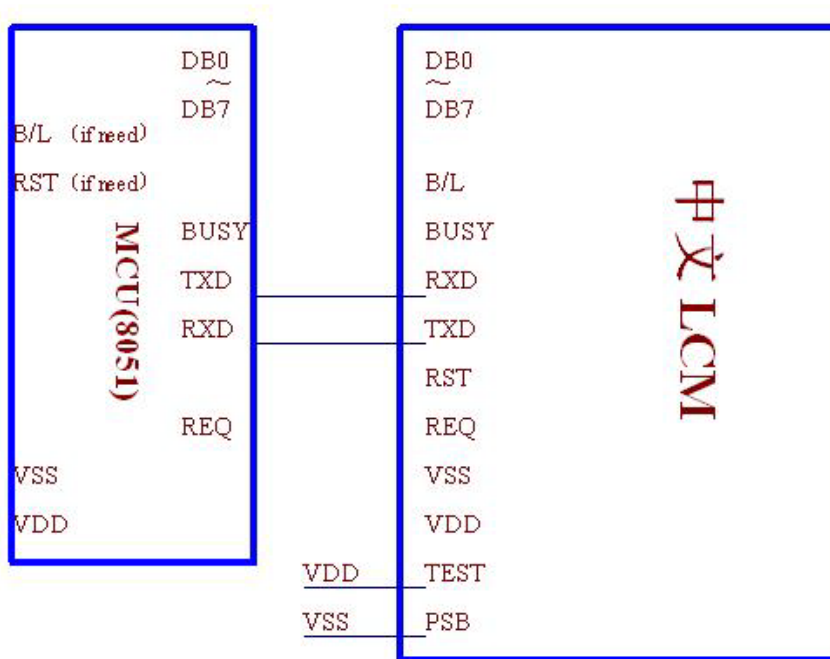 DB0
~
DB7
B/L (if need)
RST (if need)
BUSY
TXD
RXD
REQ
VSS
VDD
MCU(8051)
DB0
~
DB7
B/L
BUSY
RXD
TXD
RST
REQ
VSS
VDD
VDD TEST
VSS PSB
中文 LCM